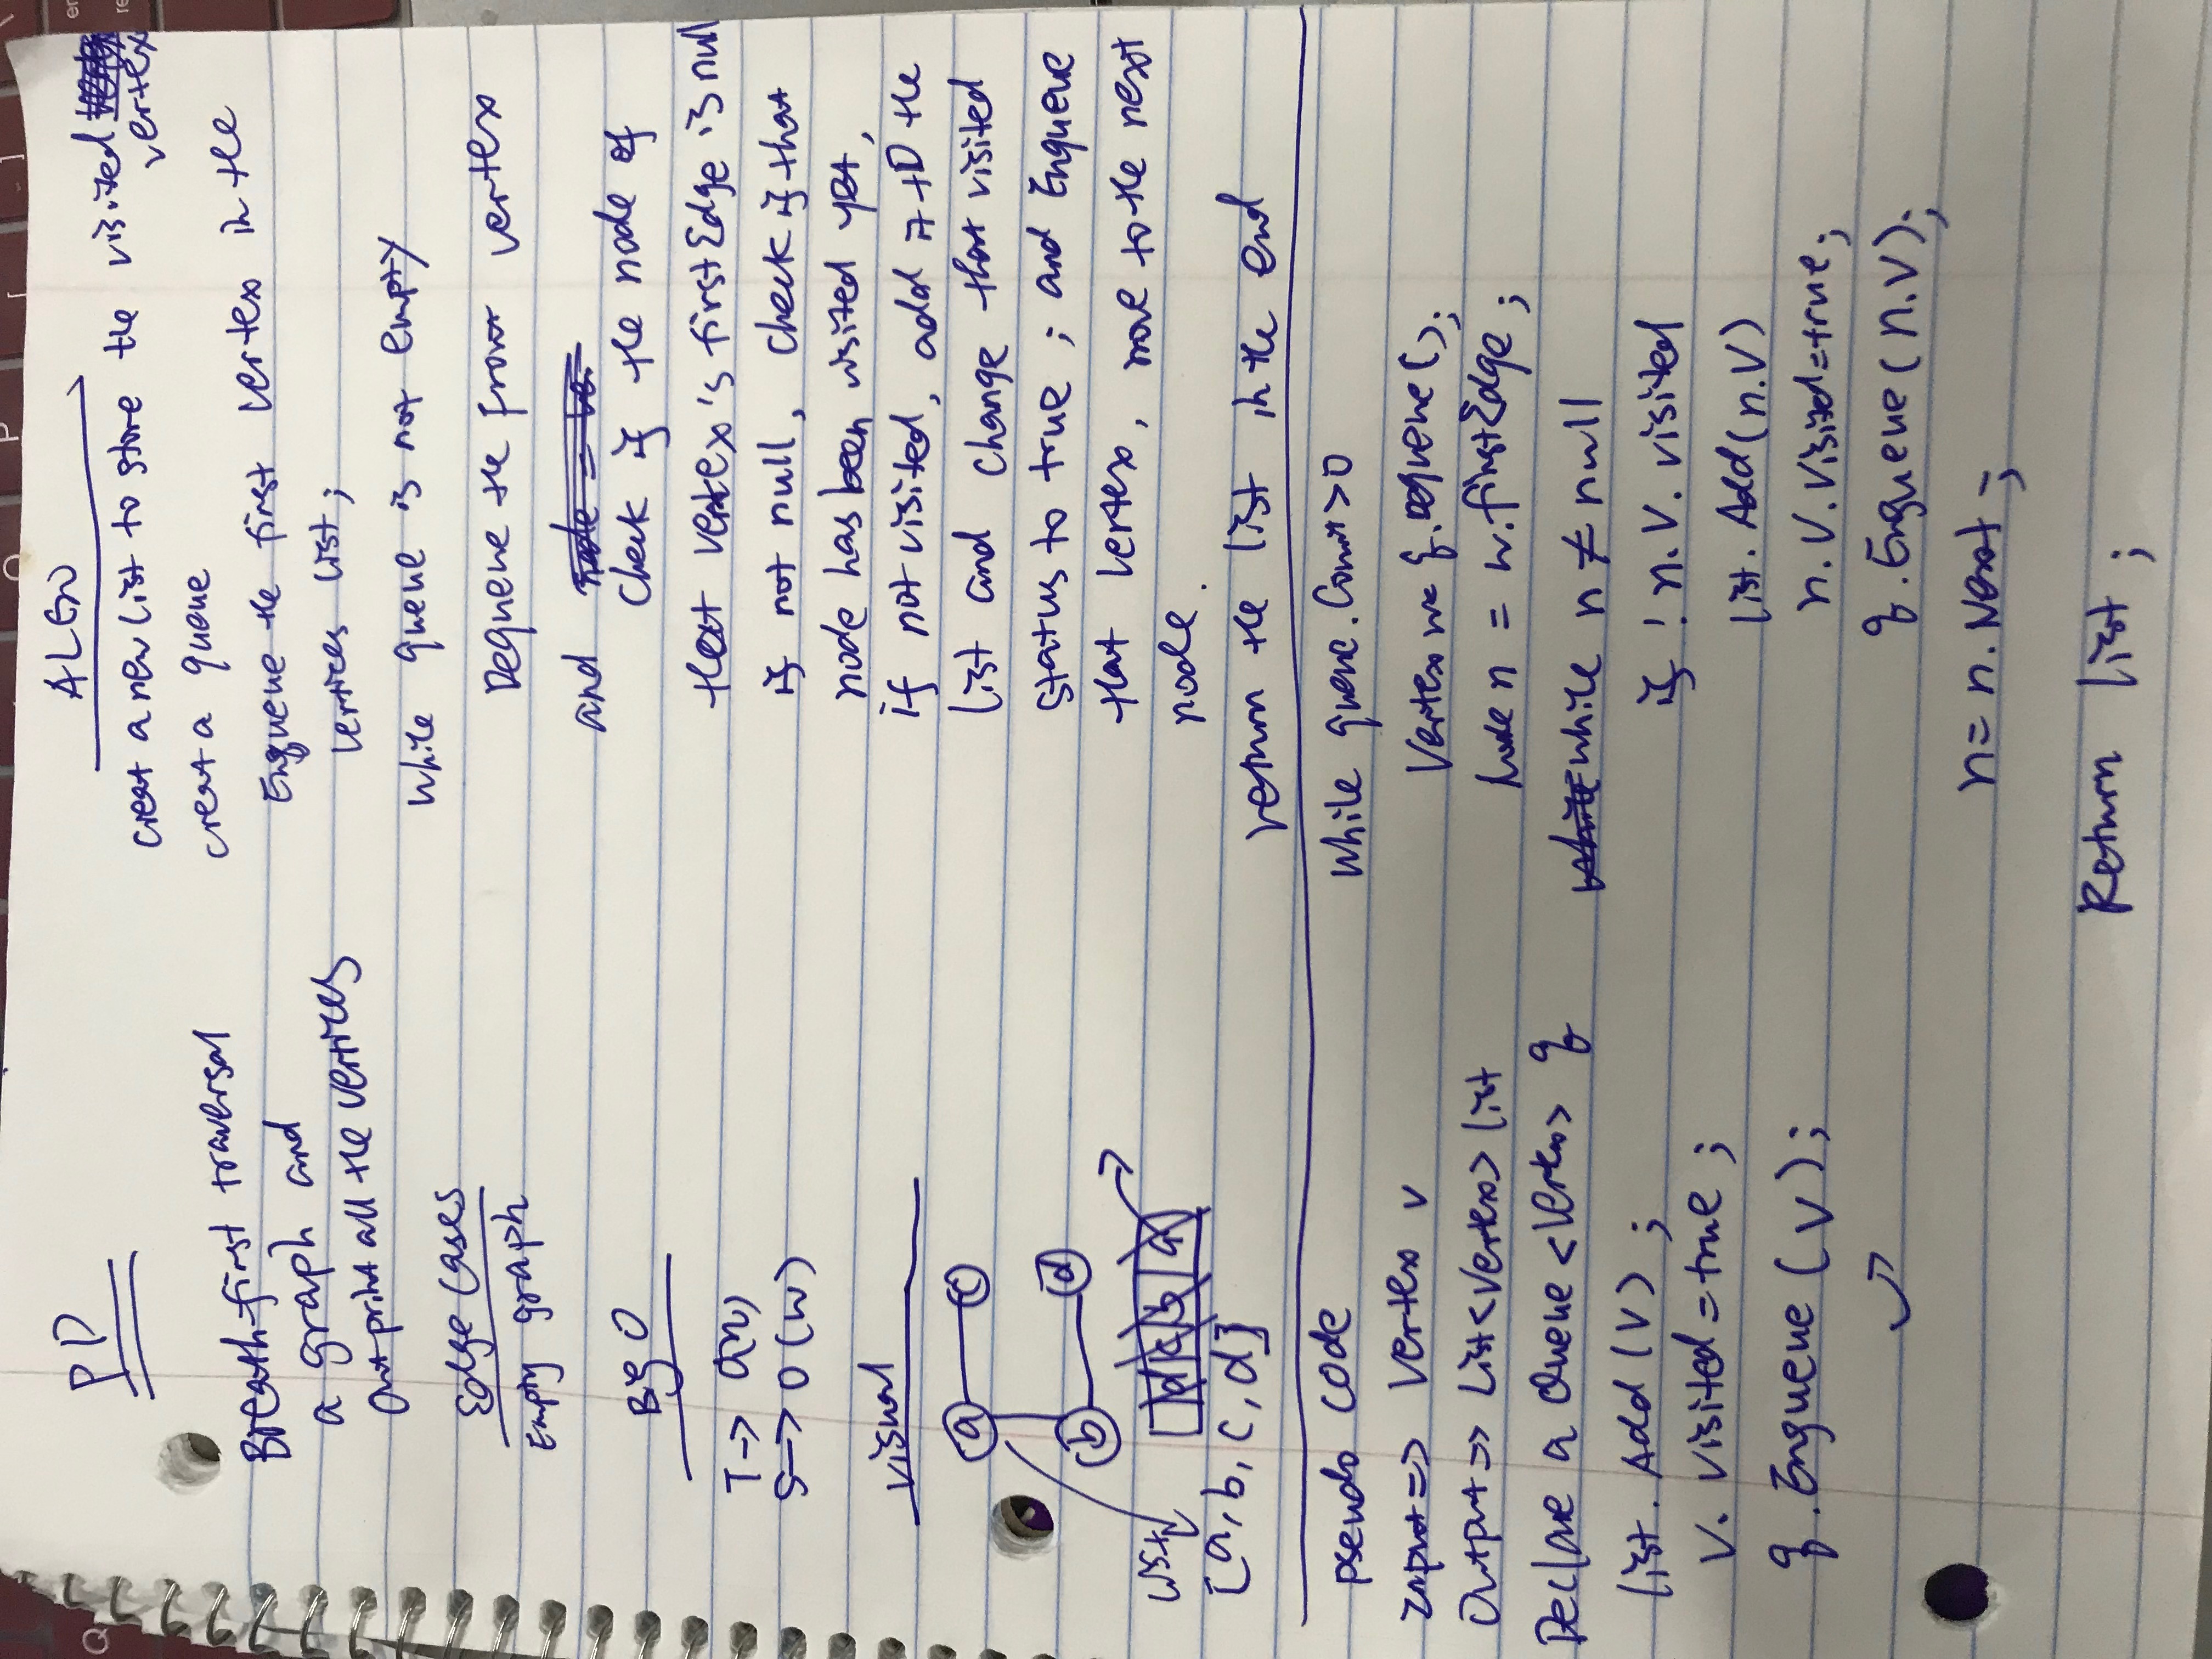 PD
Breath-first traversal
a graph and
Out print all the vertices
Edge Cases
Empty graph
Big O
T -> O(n)
S -> O(w)
visual
a c
b d
List
d c b a
[a, b, c, d]
ALGO
creat a new list to store the visited
vertex
creat a queue
Enqueue the first vertex in the
vertices list;
while queue is not empty
Dequeue the front vertex
and
Check if the node of
that vertex's firstEdge is null
if not null, check if that
node has been visited yet,
if not visited, add it to the
list and change that visited
status to true ; and Enqueue
that vertex, move to the next
node.
return the list in the end
pseudo code
Input => Vertex v
Output => List<Vertex> list
Declare a Queue <Vertex> q
list. Add (V) ;
V. Visited = true ;
q. Enqueue (V);
while queue. Count > 0
Vertex w = q. Dequeue ();
Node n = w. firstEdge ;
while n ≠ null
if ! n. V. visited
list. Add (n.V)
n. V. Visited = true;
q. Enqueue (n.V);
n = n. Next ;
Return list ;